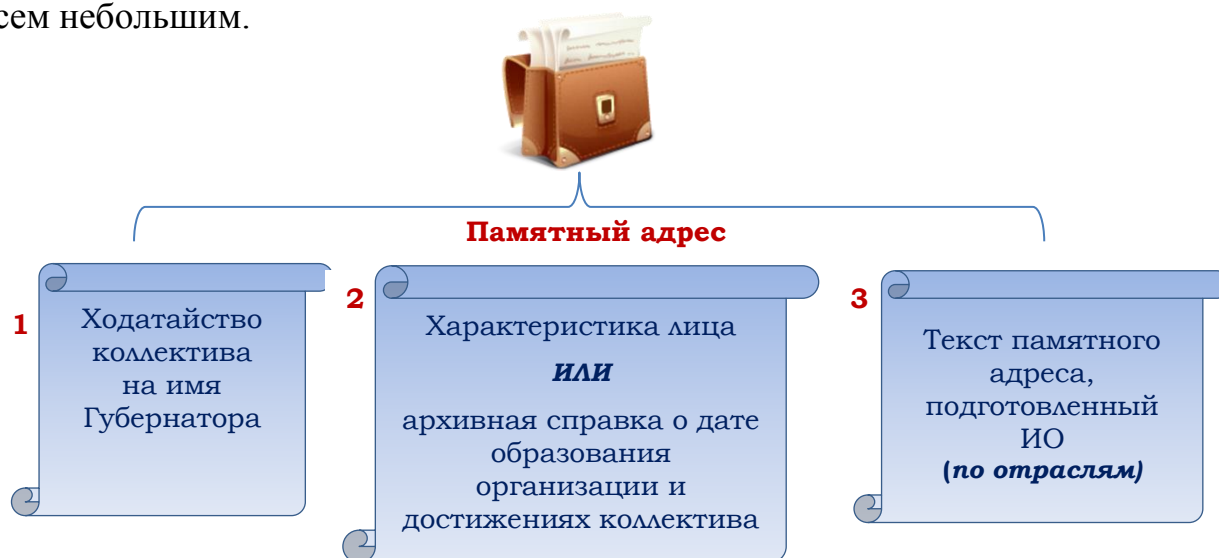 сем небольшим.
Памятный адрес
1
Ходатайство
коллектива
на имя
Губернатора
2
Характеристика лица
ИЛИ
архивная справка о дате
образования
организации и
достижениях коллектива
3
Текст памятного
адреса,
подготовленный
ИО
(по отраслям)